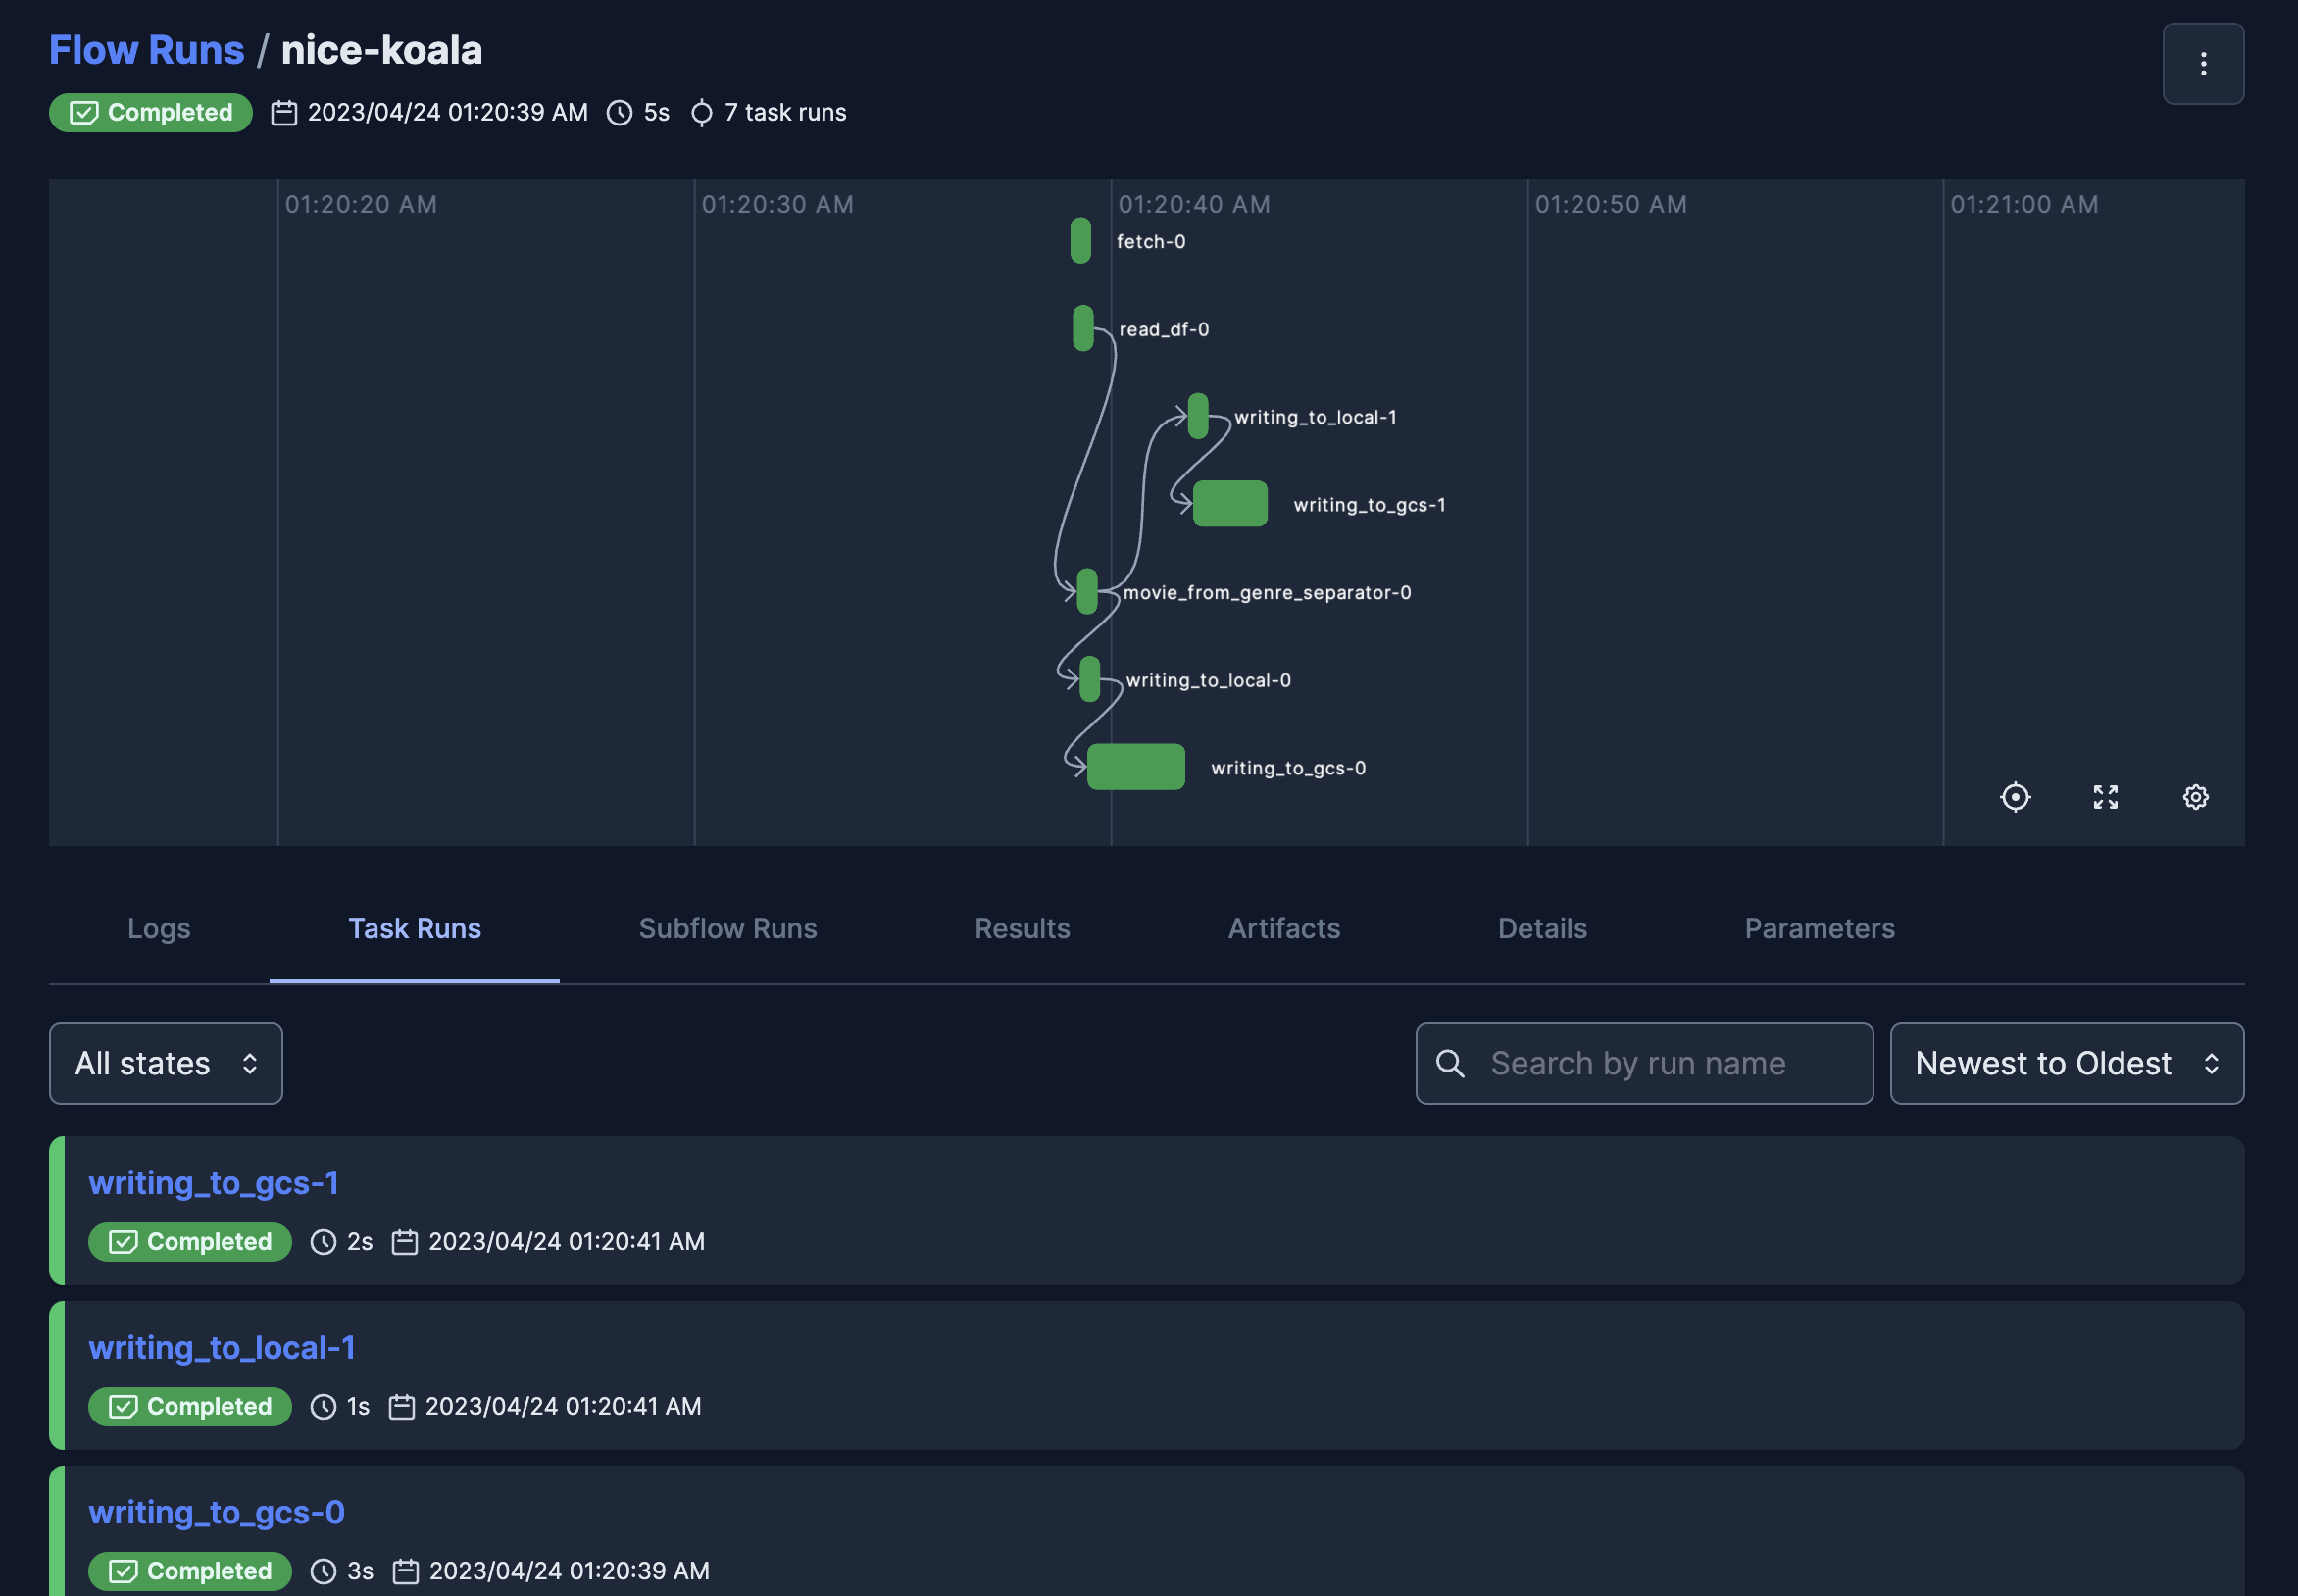 Flow Runs / nice-koala
Completed 2023/04/24 01:20:39 AM 5s 7 task runs
01:20:20 AM 01:20:30 AM 01:20:40 AM 01:20:50 AM 01:21:00 AM
fetch-0
read_df-0
writing_to_local-1
writing_to_gcs-1
movie_from_genre_separator-0
writing_to_local-0
writing_to_gcs-0
Logs Task Runs Subflow Runs Results Artifacts Details Parameters
All states Search by run name Newest to Oldest
writing_to_gcs-1
Completed 2s 2023/04/24 01:20:41 AM
writing_to_local-1
Completed 1s 2023/04/24 01:20:41 AM
writing_to_gcs-0
Completed 3s 2023/04/24 01:20:39 AM